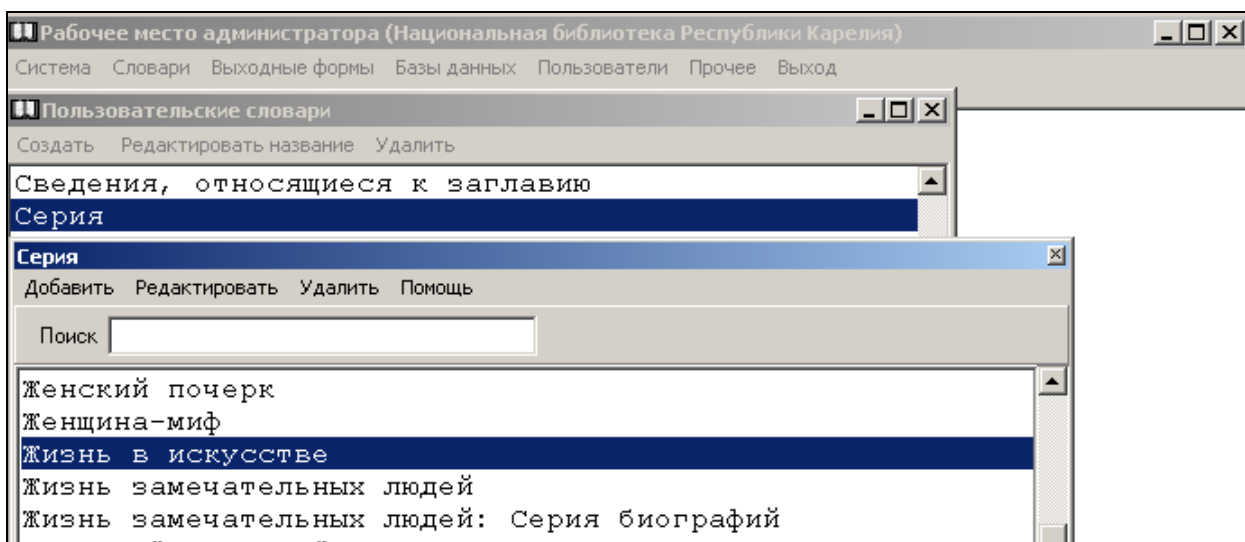 Рабочее место администратора (Национальная библиотека Республики Карелия)
Система Словари Выходные формы Базы данных Пользователи Прочее Выход
Пользовательские словари
Создать Редактировать название Удалить
Сведения, относящиеся к заглавию
Серия
Серия
Добавить Редактировать Удалить Помощь
Поиск
Женский почерк
Женщина-миф
Жизнь в искусстве
Жизнь замечательных людей
Жизнь замечательных людей: Серия биографий